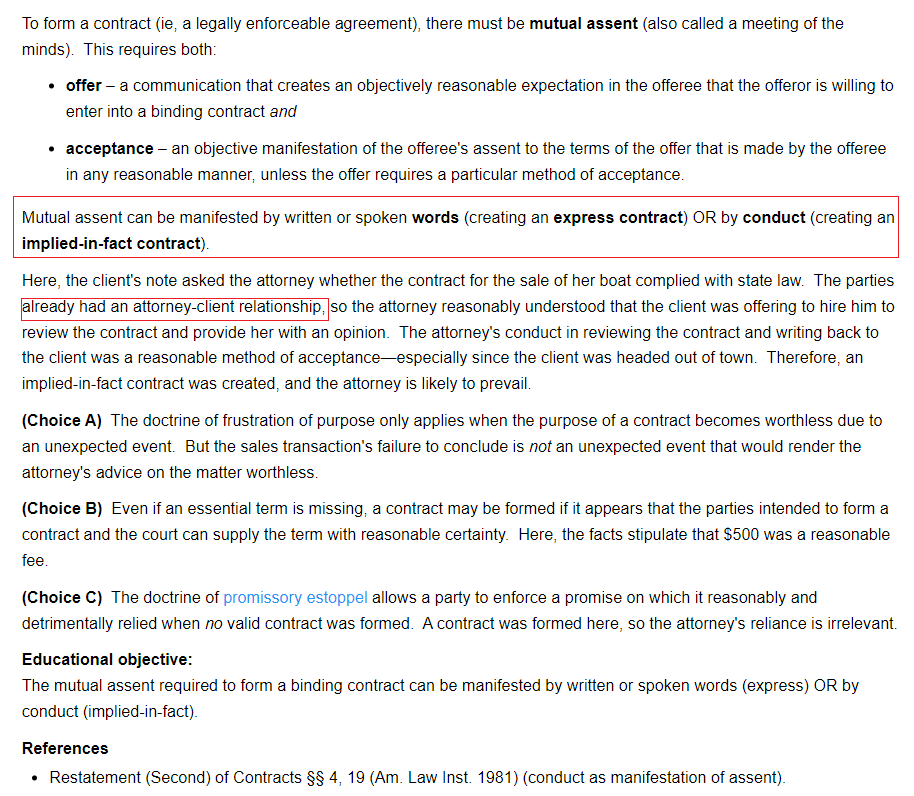 To form a contract (ie, a legally enforceable agreement), there must be mutual assent (also called a meeting of the
minds). This requires both:
• offer – a communication that creates an objectively reasonable expectation in the offeree that the offeror is willing to
enter into a binding contract and
• acceptance – an objective manifestation of the offeree's assent to the terms of the offer that is made by the offeree
in any reasonable manner, unless the offer requires a particular method of acceptance.
Mutual assent can be manifested by written or spoken words (creating an express contract) OR by conduct (creating an
implied-in-fact contract).
Here, the client's note asked the attorney whether the contract for the sale of her boat complied with state law. The parties
already had an attorney-client relationship, so the attorney reasonably understood that the client was offering to hire him to
review the contract and provide her with an opinion. The attorney's conduct in reviewing the contract and writing back to
the client was a reasonable method of acceptance—especially since the client was headed out of town. Therefore, an
implied-in-fact contract was created, and the attorney is likely to prevail.
(Choice A) The doctrine of frustration of purpose only applies when the purpose of a contract becomes worthless due to
an unexpected event. But the sales transaction's failure to conclude is not an unexpected event that would render the
attorney's advice on the matter worthless.
(Choice B) Even if an essential term is missing, a contract may be formed if it appears that the parties intended to form a
contract and the court can supply the term with reasonable certainty. Here, the facts stipulate that $500 was a reasonable
fee.
(Choice C) The doctrine of promissory estoppel allows a party to enforce a promise on which it reasonably and
detrimentally relied when no valid contract was formed. A contract was formed here, so the attorney's reliance is irrelevant.
Educational objective:
The mutual assent required to form a binding contract can be manifested by written or spoken words (express) OR by
conduct (implied-in-fact).
References
• Restatement (Second) of Contracts §§ 4, 19 (Am. Law Inst. 1981) (conduct as manifestation of assent).